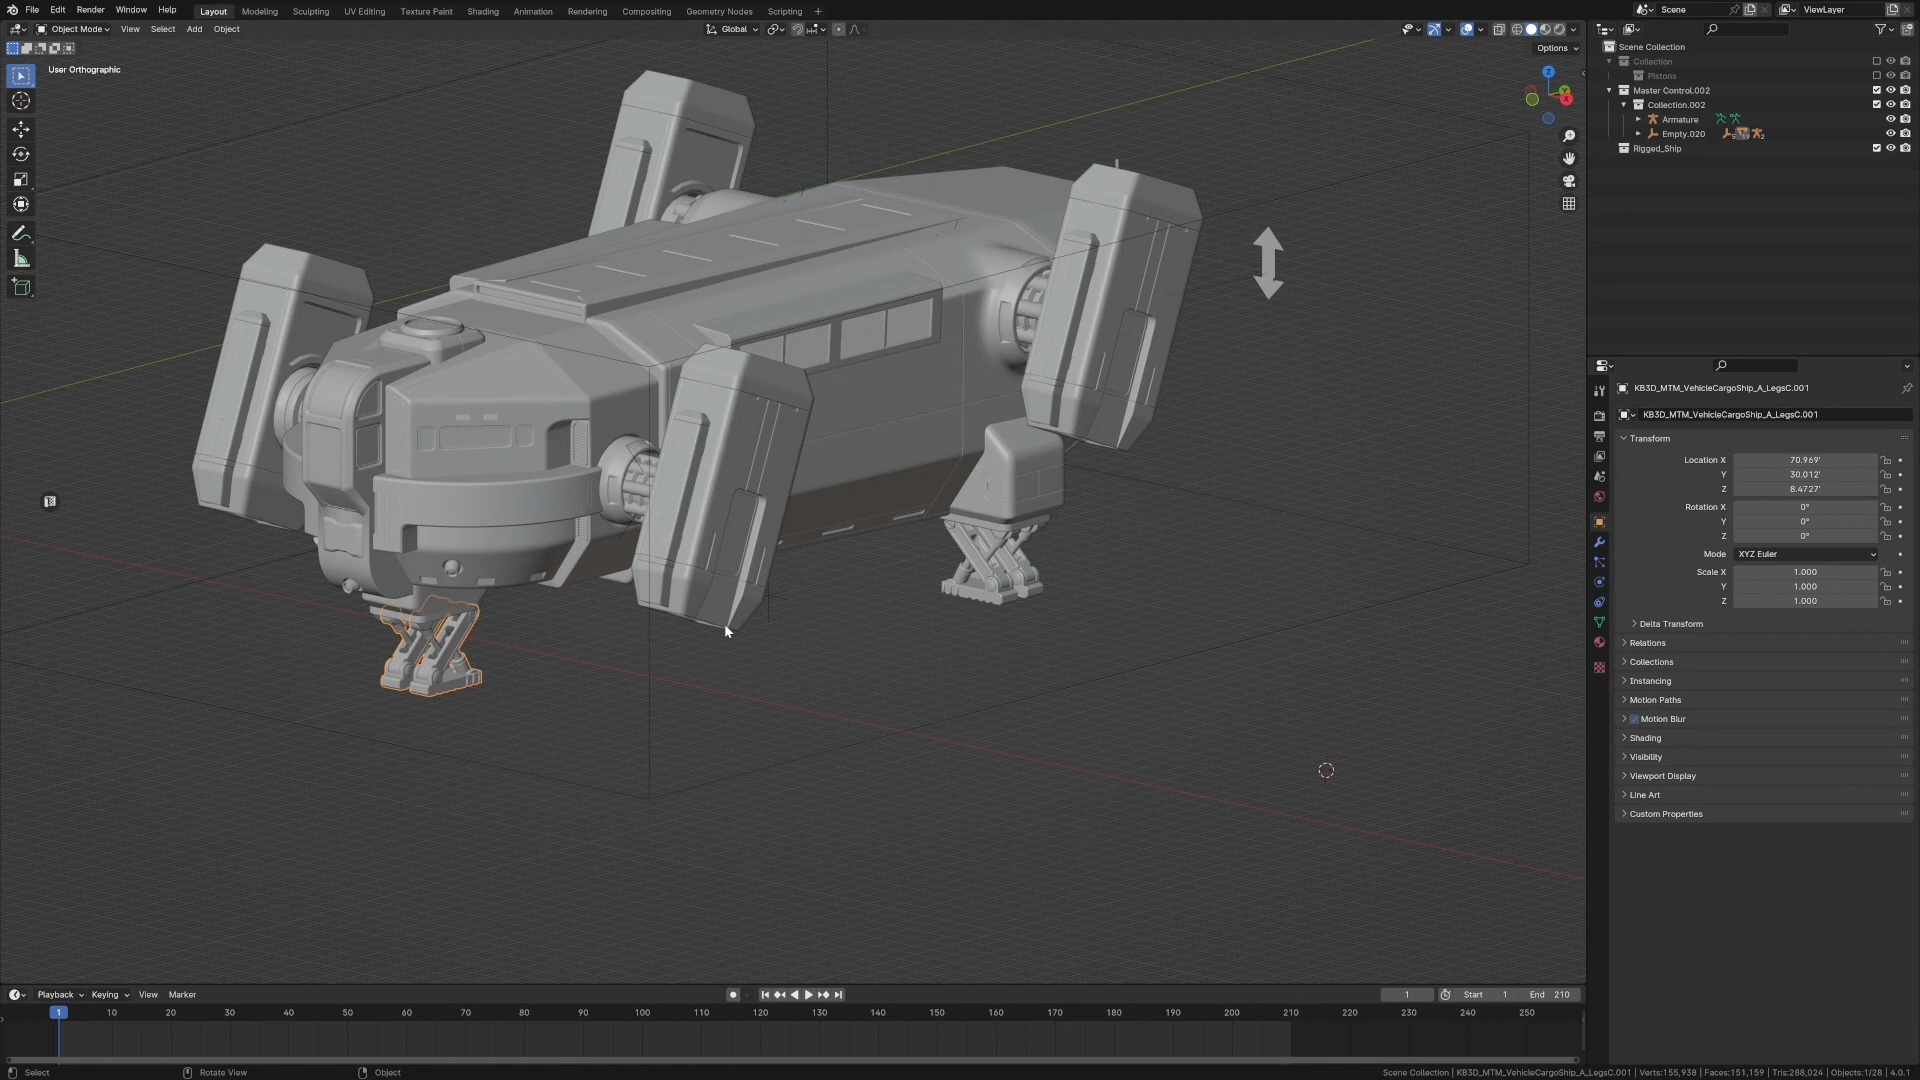 File Edit Render Window Help Layout Modeling Sculpting UV Editing Texture Paint Shading Animation Rendering Compositing Geometry Nodes Scripting + Scene ViewLayer
Object Mode View Select Add Object Global
Options
User Orthographic
Z
Y
X
Scene Collection
Collection
Pistons
Master Control.002
Collection.002
Armature
Empty.020
Rigged_Ship
KB3D_MTM_VehicleCargoShip_A_LegsC.001
KB3D_MTM_VehicleCargoShip_A_LegsC.001
Transform
Location X 70.969'
Y 30.012'
Z 8.4727'
Rotation X 0°
Y 0°
Z 0°
Mode XYZ Euler
Scale X 1.000
Y 1.000
Z 1.000
Delta Transform
Relations
Collections
Instancing
Motion Paths
Motion Blur
Shading
Visibility
Viewport Display
Line Art
Custom Properties
Playback Keying View Marker 1 Start 1 End 210
1 10 20 30 40 50 60 70 80 90 100 110 120 130 140 150 160 170 180 190 200 210 220 230 240 250
Select Rotate View Object Scene Collection | KB3D_MTM_VehicleCargoShip_A_LegsC.001 | Verts:155,938 | Faces:151,159 | Tris:288,024 | Objects:1/28 | 4.0.1